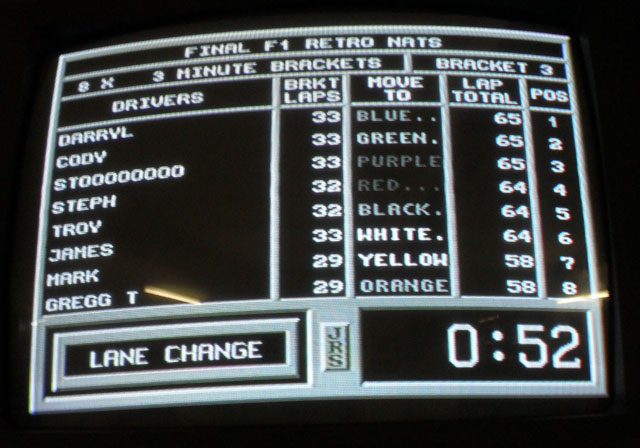 FINAL F1 RETRO NATS
8 X 3 MINUTE BRACKETS BRACKET 3
DRIVERS BRKT LAPS MOVE TO LAP TOTAL POS
DARRYL 33 BLUE.. 65 1
CODY 33 GREEN. 65 2
STOOOOOOOO 33 PURPLE 65 3
STEPH 32 RED... 64 4
TROY 32 BLACK. 64 5
JAMES 33 WHITE. 64 6
MARK 29 YELLOW 58 7
GREGG T 29 ORANGE 58 8
LANE CHANGE JRS 0:52